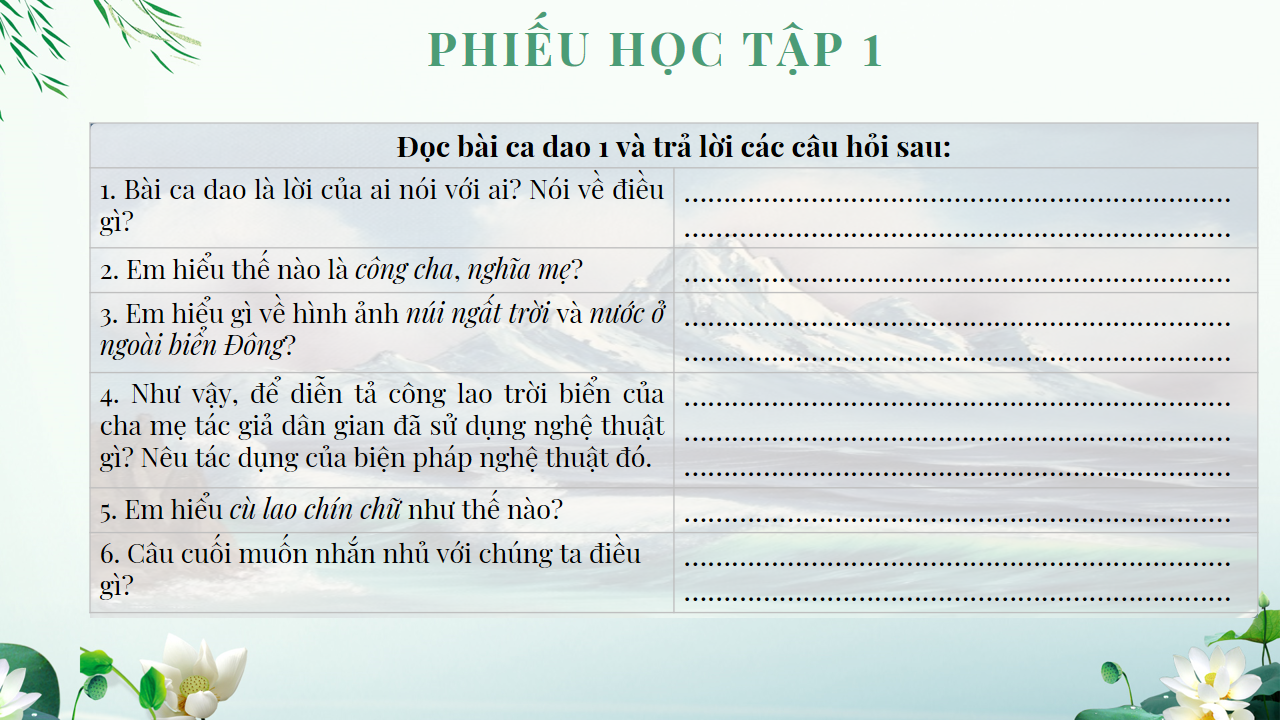 PHIẾU HỌC TẬP 1
Đọc bài ca dao 1 và trả lời các câu hỏi sau:
1. Bài ca dao là lời của ai nói với ai? Nói về điều
gì?
........................................................................
........................................................................
2. Em hiểu thế nào là công cha, nghĩa mẹ?
........................................................................
3. Em hiểu gì về hình ảnh núi ngất trời và nước ở
ngoài biển Đông?
........................................................................
........................................................................
4. Như vậy, để diễn tả công lao trời biển của
cha mẹ tác giả dân gian đã sử dụng nghệ thuật
gì? Nêu tác dụng của biện pháp nghệ thuật đó.
........................................................................
........................................................................
........................................................................
5. Em hiểu cù lao chín chữ như thế nào?
........................................................................
6. Câu cuối muốn nhắn nhủ với chúng ta điều
gì?
........................................................................
........................................................................